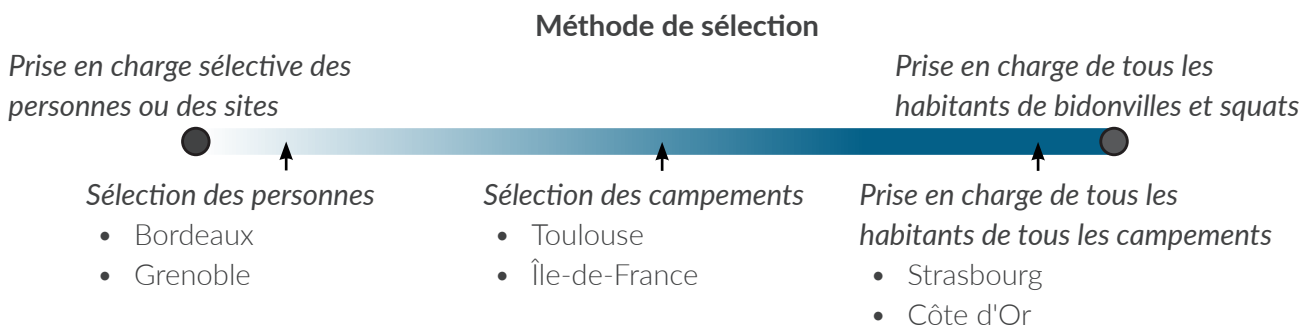 Méthode de sélection
Prise en charge sélective des
personnes ou des sites
Prise en charge de tous les
habitants de bidonvilles et squats
Sélection des personnes
• Bordeaux
• Grenoble
Sélection des campements
• Toulouse
• Île-de-France
Prise en charge de tous les
habitants de tous les campements
• Strasbourg
• Côte d'Or